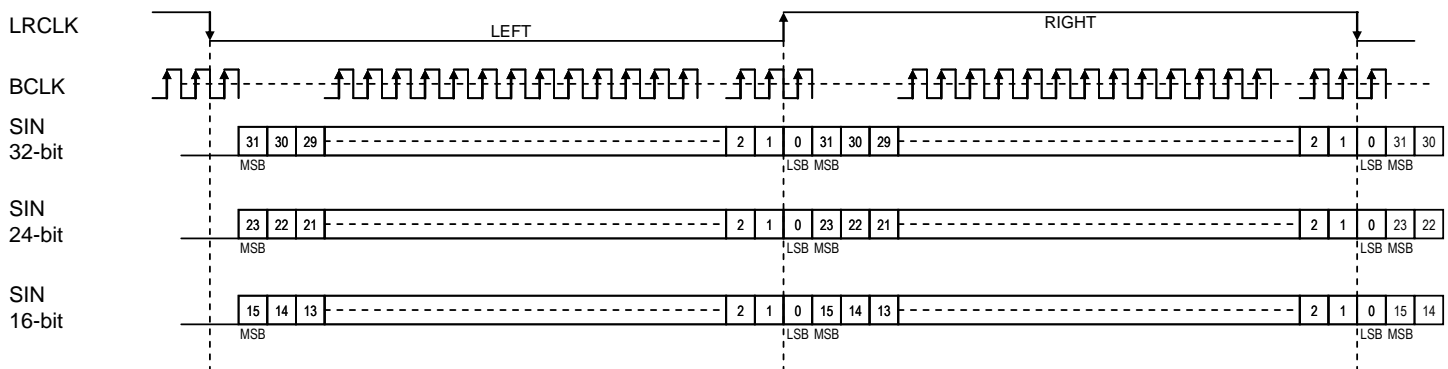 LRCLK
LEFT
RIGHT
BCLK
SIN
32-bit
31 30 29 2 1 0 31 30 29 2 1 0 31 30
MSB LSB MSB LSB MSB
SIN
24-bit
23 22 21 2 1 0 23 22 21 2 1 0 23 22
MSB LSB MSB LSB MSB
SIN
16-bit
15 14 13 2 1 0 15 14 13 2 1 0 15 14
MSB LSB MSB LSB MSB